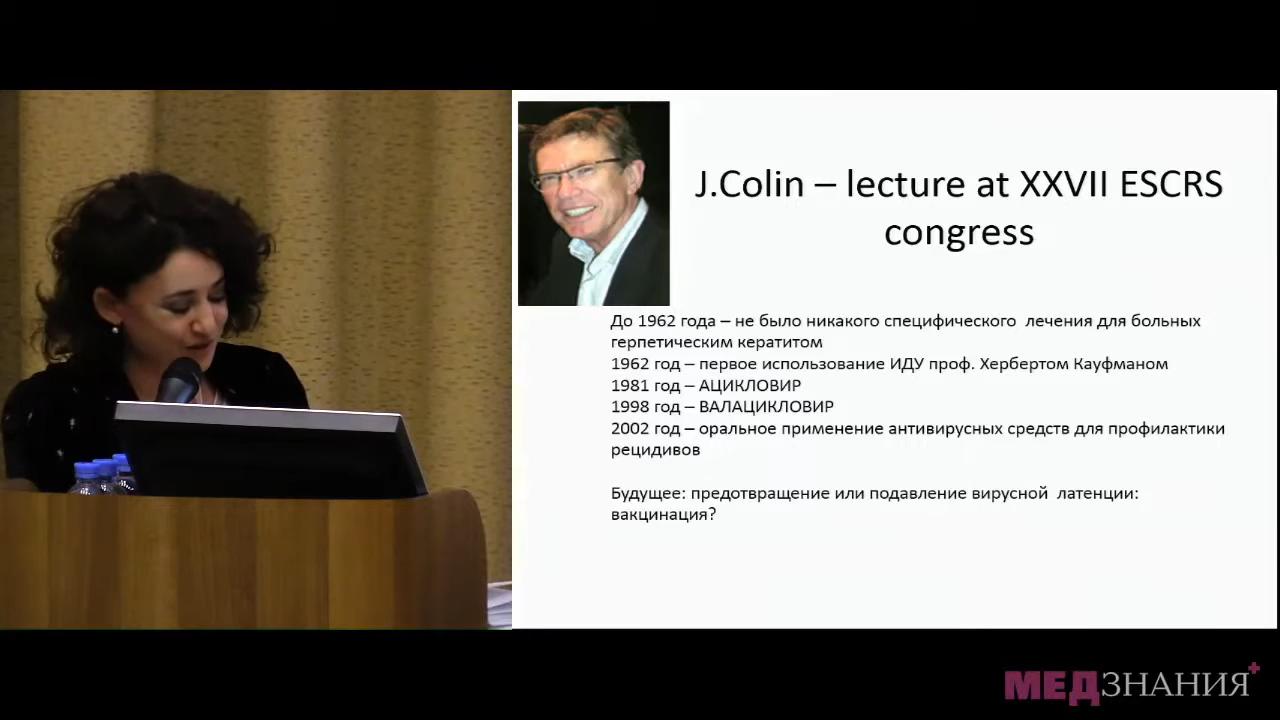 J.Colin – lecture at XXVII ESCRS
congress
До 1962 года – не было никакого специфического лечения для больных
герпетическим кератитом
1962 год – первое использование ИДУ проф. Хербертом Кауфманом
1981 год – АЦИКЛОВИР
1998 год – ВАЛАЦИКЛОВИР
2002 год – оральное применение антивирусных средств для профилактики
рецидивов
Будущее: предотвращение или подавление вирусной латенции:
вакцинация?
МЕДЗНАНИЯ+